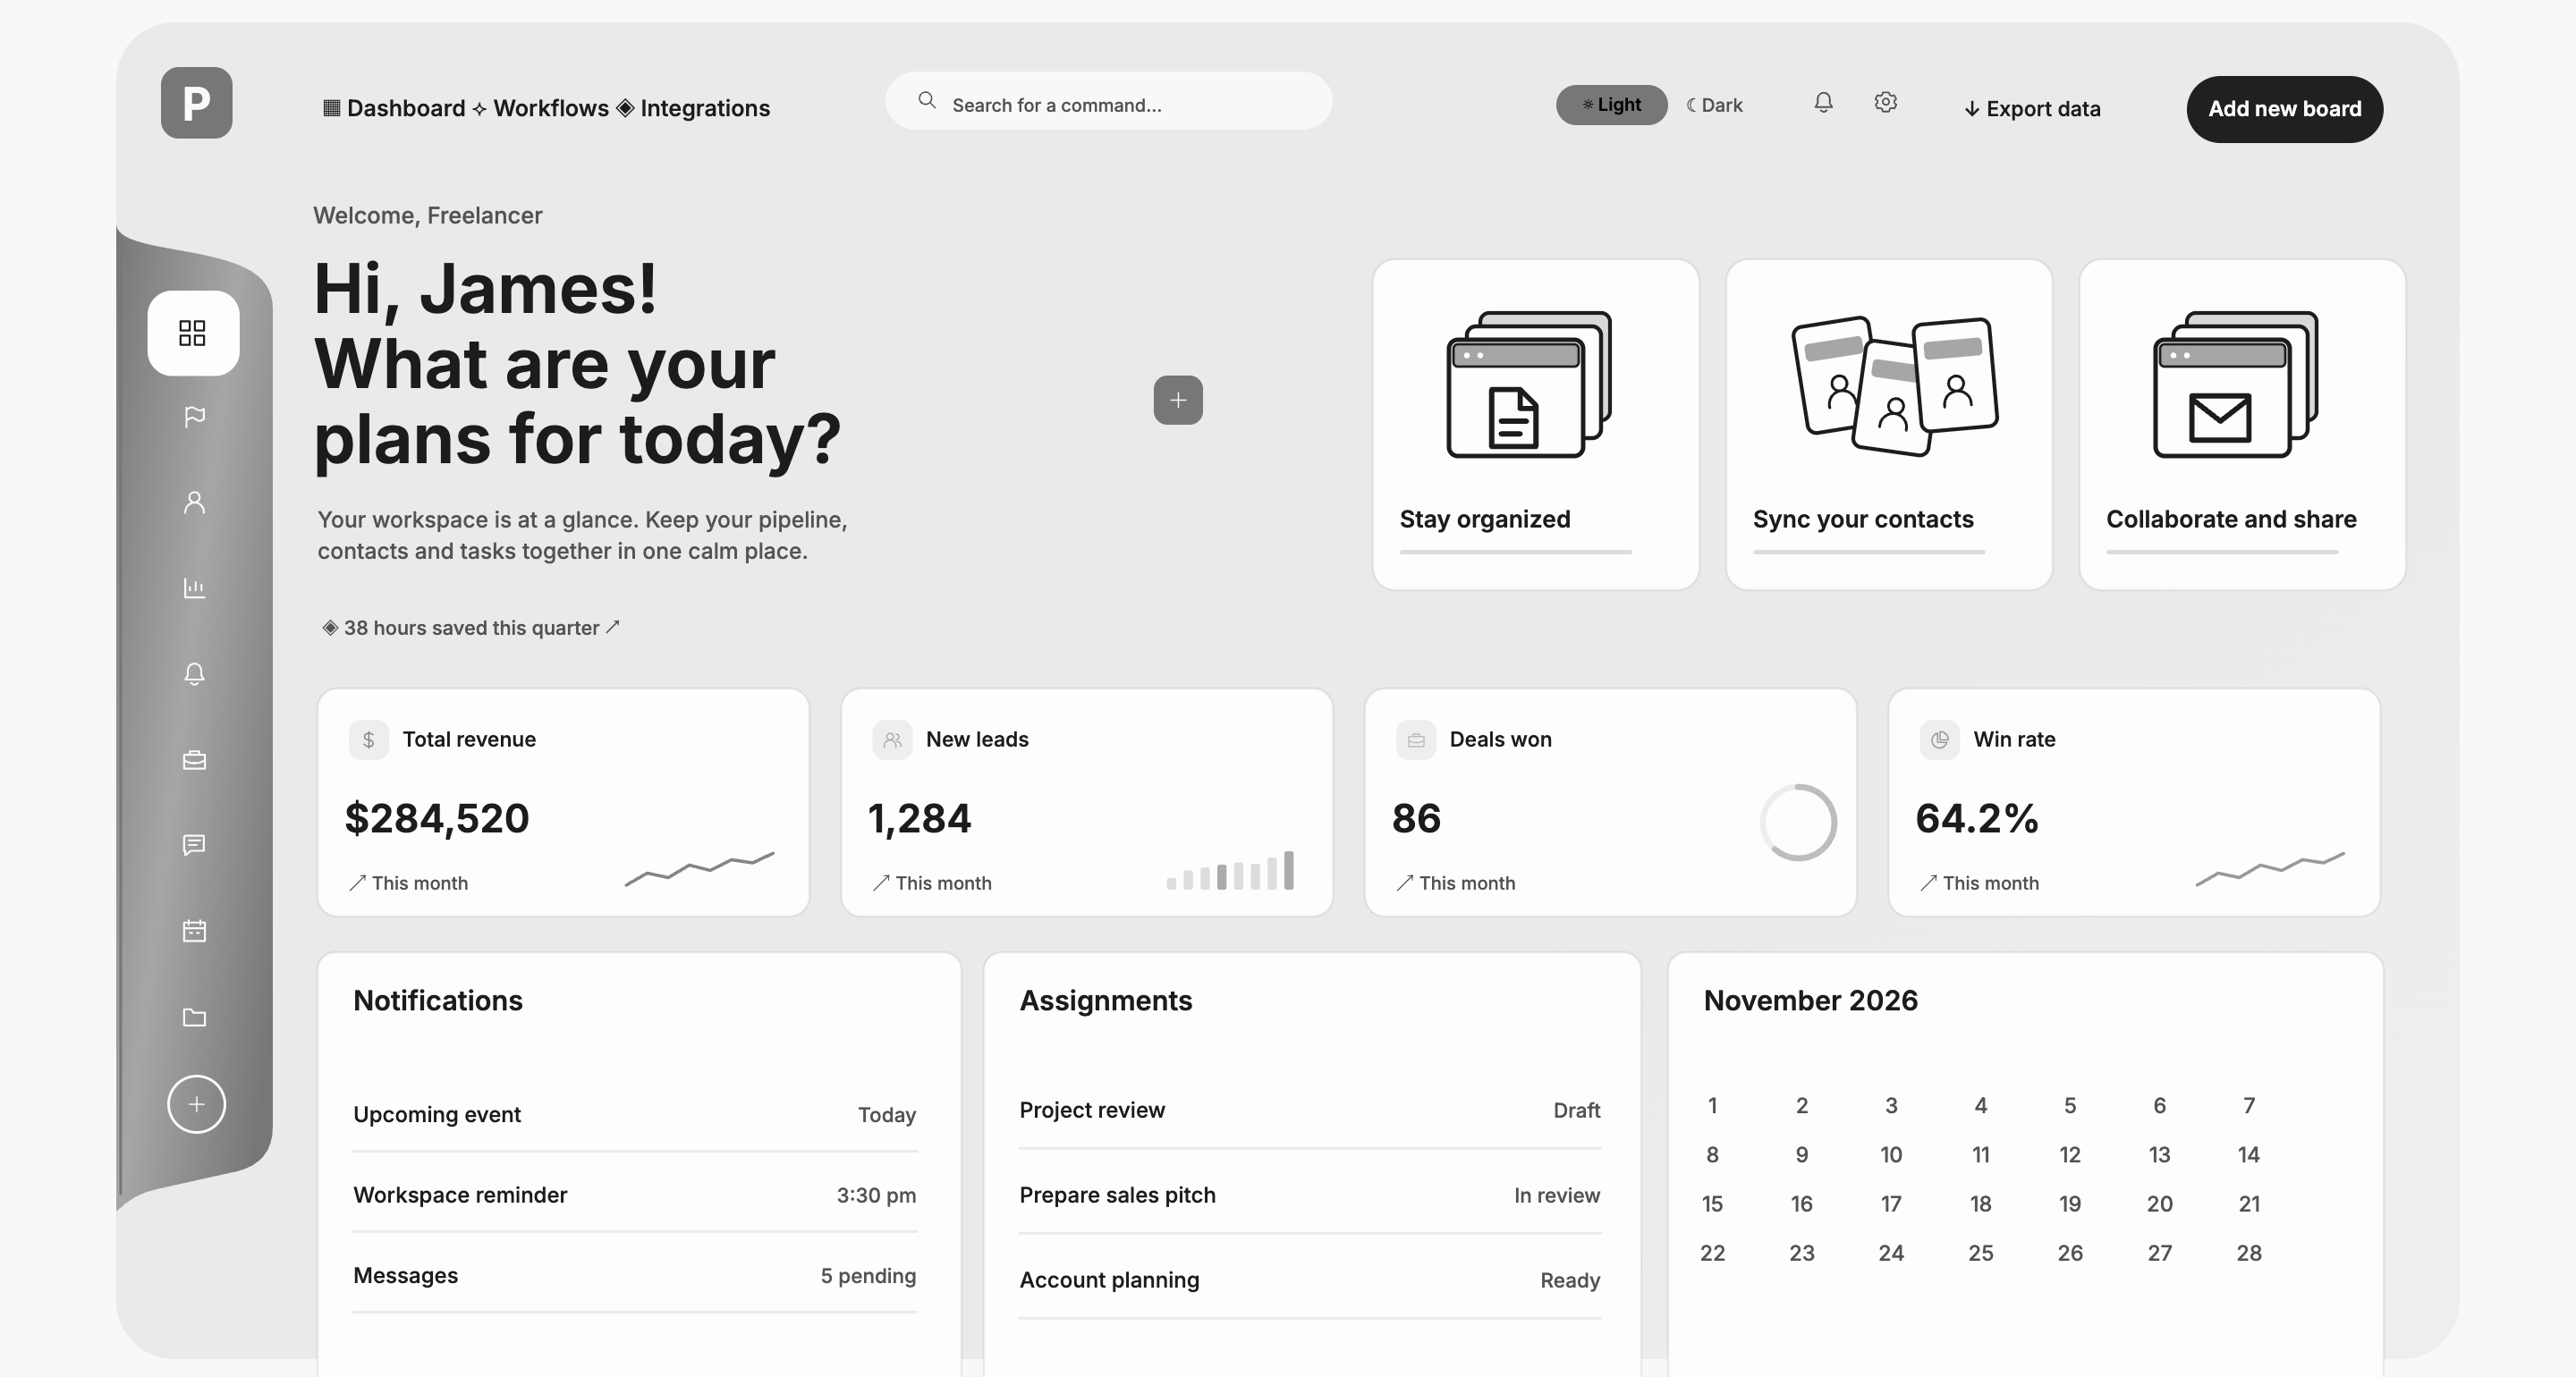 P
Dashboard Workflows Integrations
Search for a command...
Light
Dark
Export data
Add new board
Welcome, Freelancer
Hi, James!
What are your
plans for today?
Your workspace is at a glance. Keep your pipeline,
contacts and tasks together in one calm place.
38 hours saved this quarter
Stay organized
Sync your contacts
Collaborate and share
$ Total revenue
$284,520
This month
New leads
1,284
This month
Deals won
86
This month
Win rate
64.2%
This month
Notifications
Upcoming event Today
Workspace reminder 3:30 pm
Messages 5 pending
Assignments
Project review Draft
Prepare sales pitch In review
Account planning Ready
November 2026
1 2 3 4 5 6 7
8 9 10 11 12 13 14
15 16 17 18 19 20 21
22 23 24 25 26 27 28